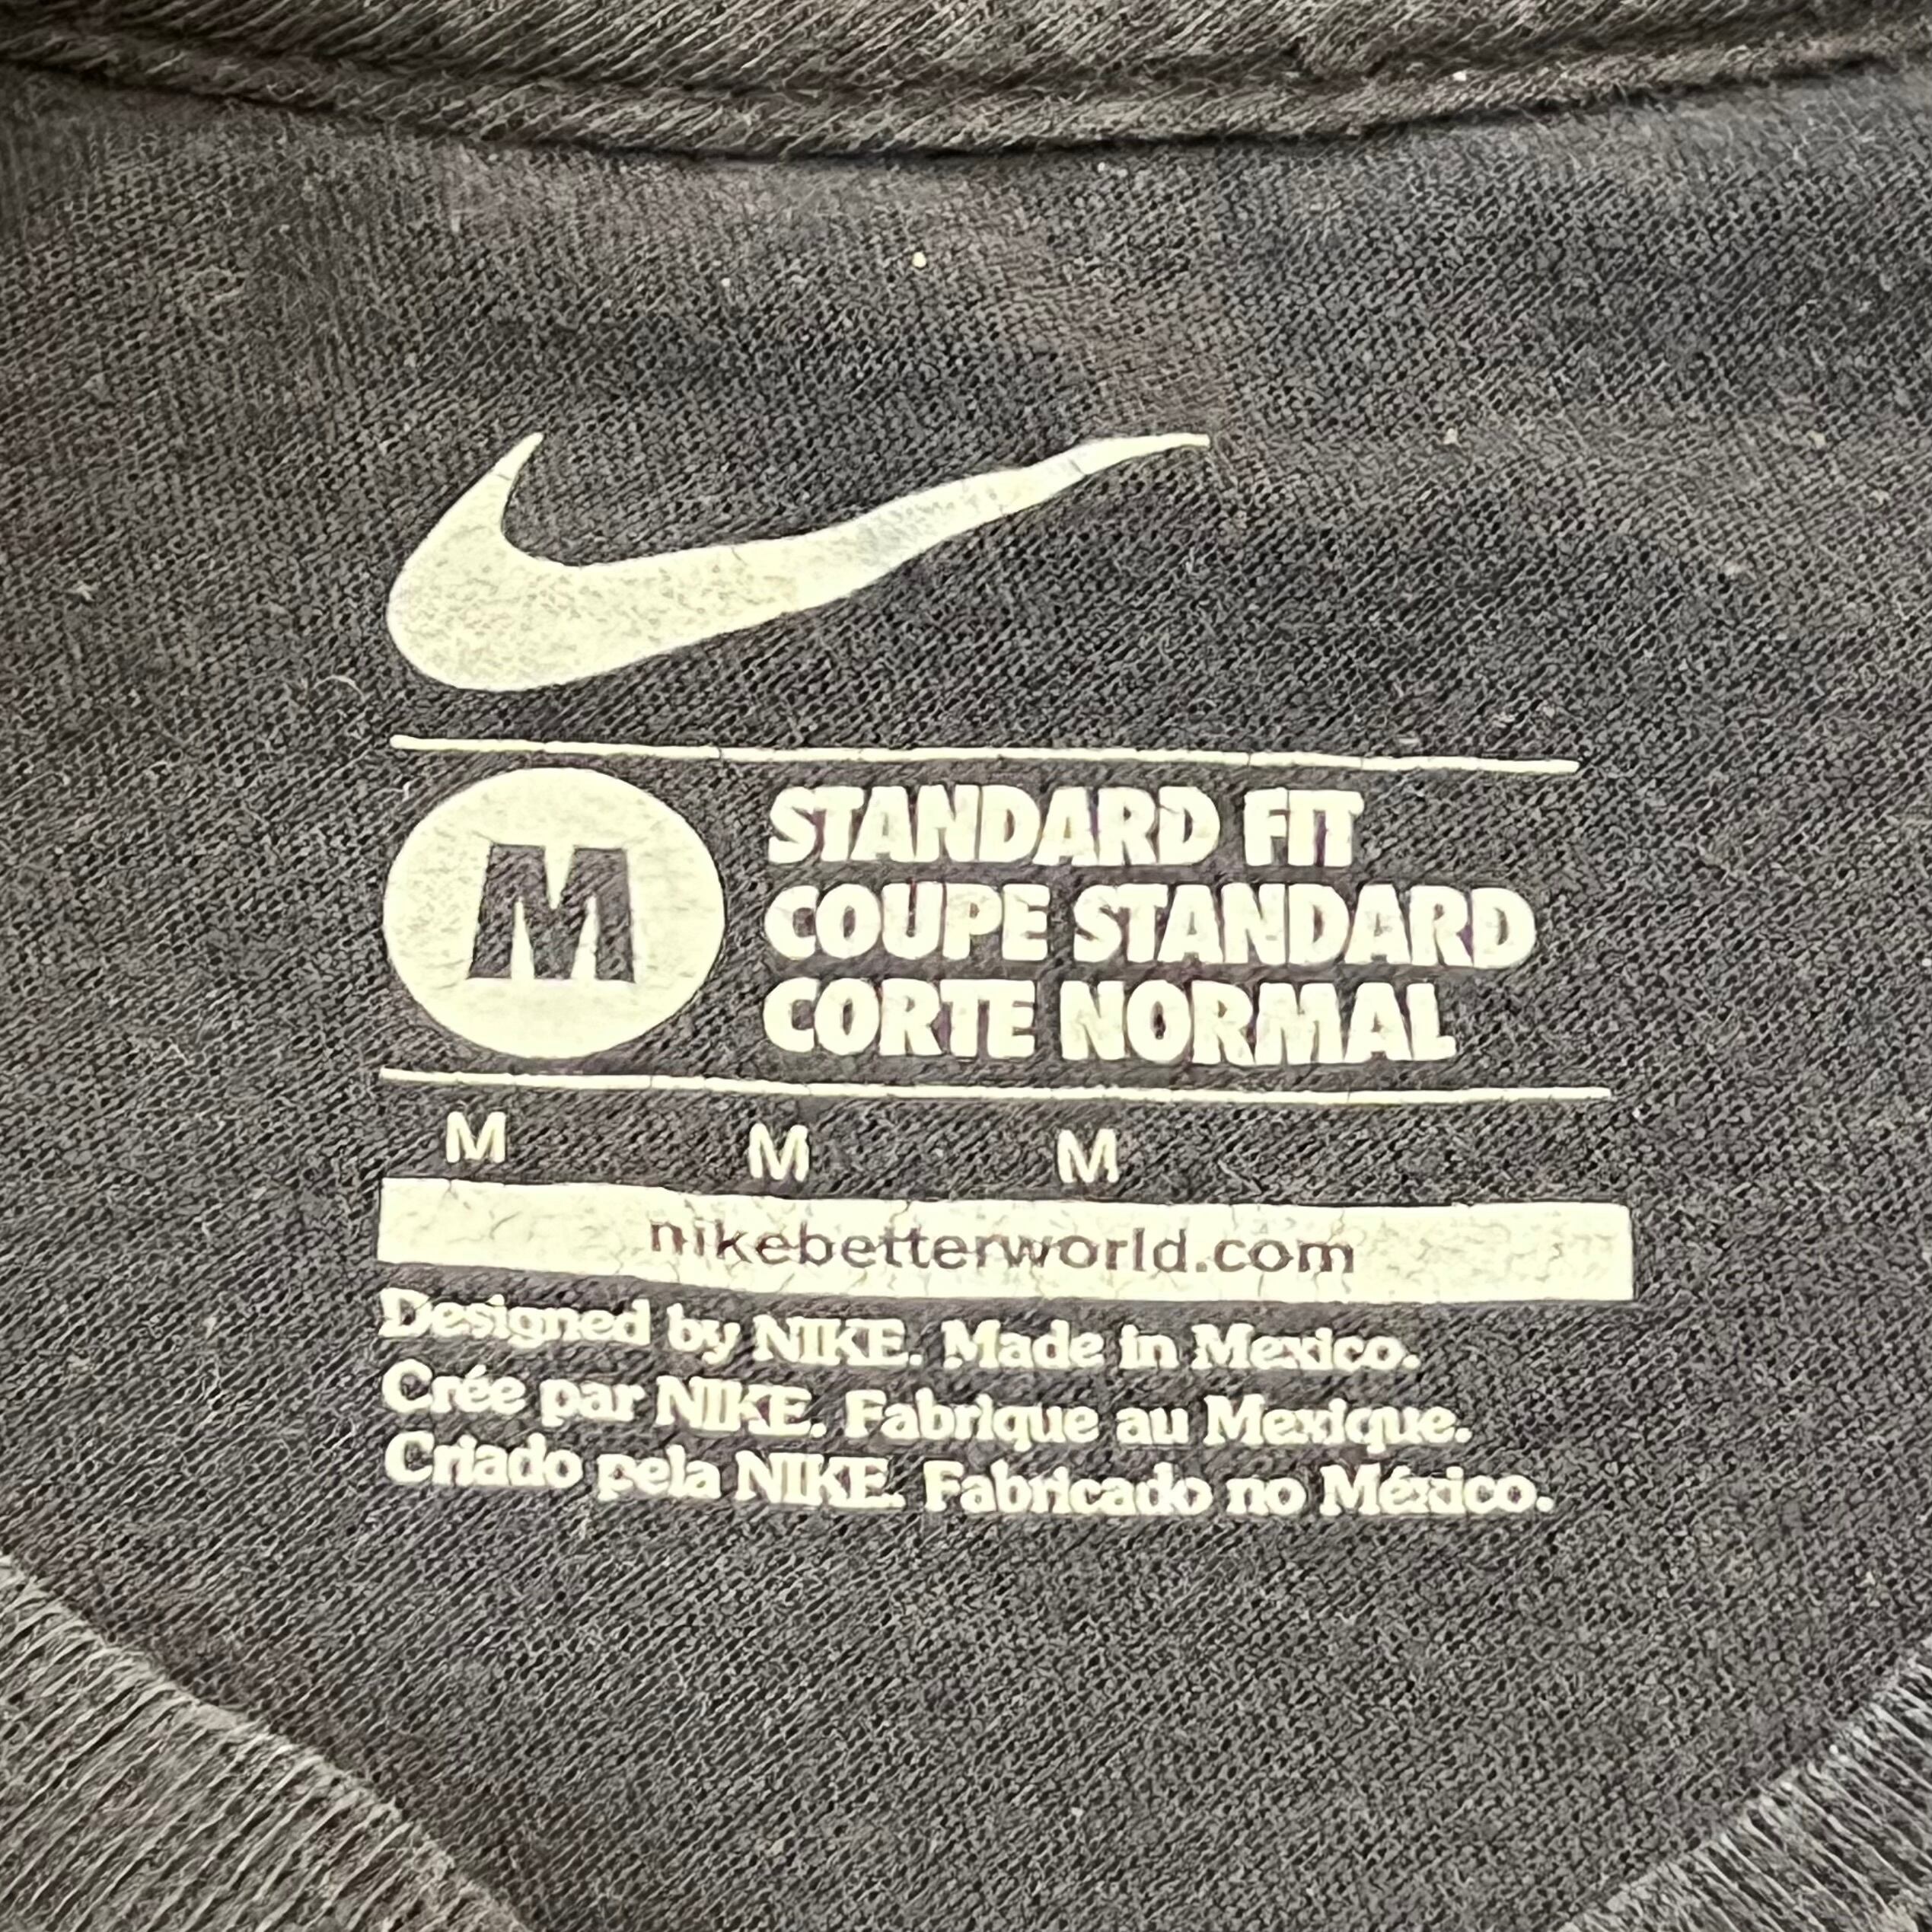 M
STANDARD FIT
COUPE STANDARD
CORTE NORMAL
M M M
nikebetterworld.com
Designed by NIKE. Made in Mexico.
Crée par NIKE. Fabrique au Mexique.
Criado pela NIKE. Fabricado no México.